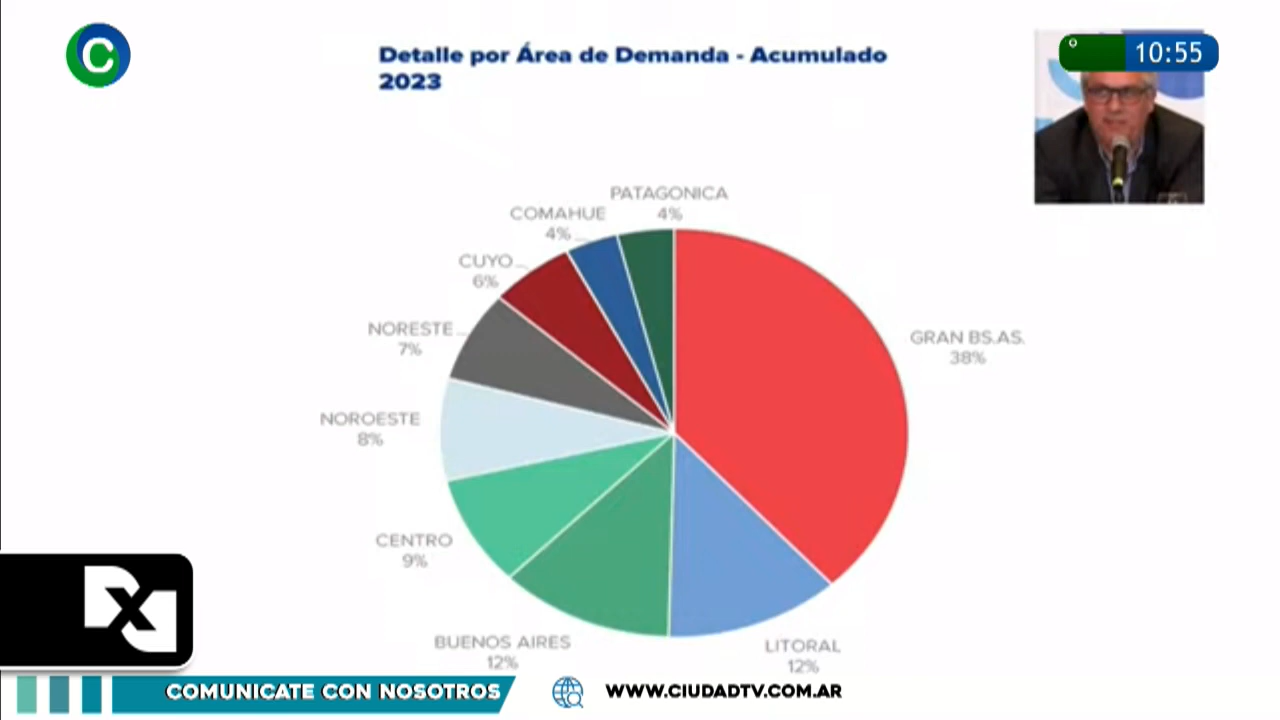 C
Detalle por Área de Demanda - Acumulado
2023
°
10:55
PATAGONICA
4%
COMAHUE
4%
CUYO
6%
GRAN BS.AS.
38%
NORESTE
7%
NOROESTE
8%
CENTRO
9%
BUENOS AIRES
12%
LITORAL
12%
DXD
COMUNICATE CON NOSOTROS
WWW.CIUDADTV.COM.AR